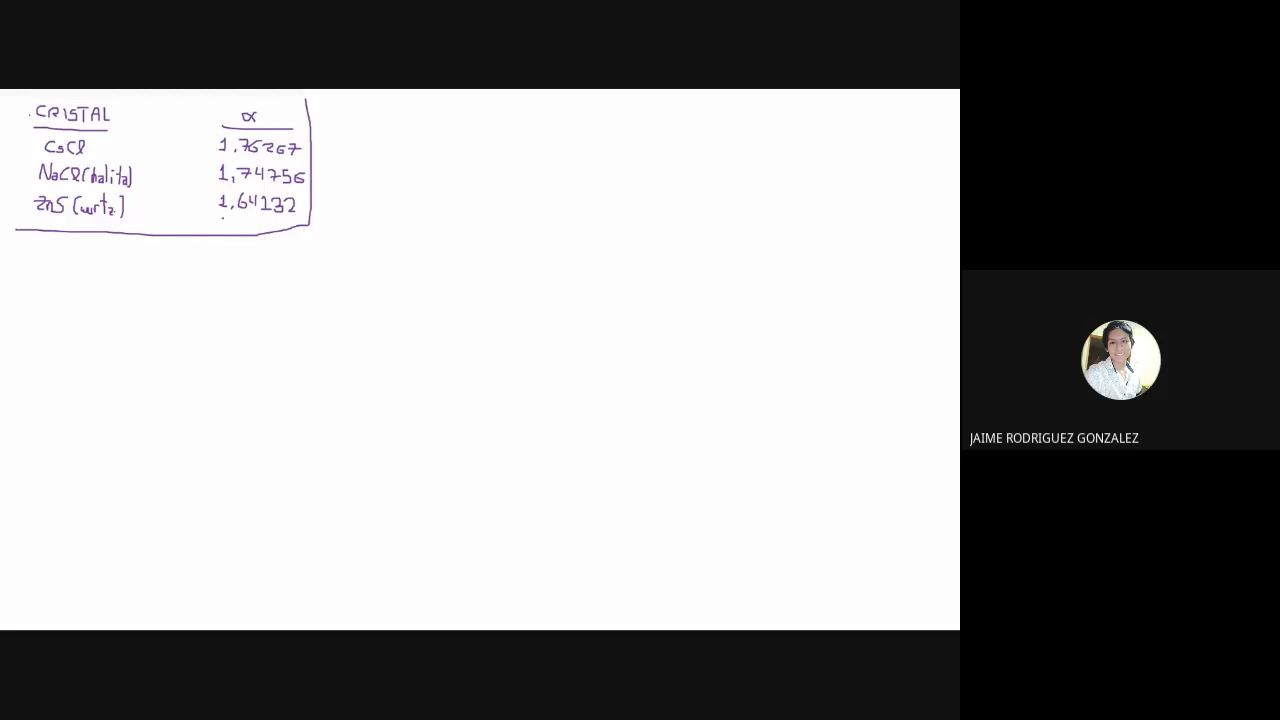 CRISTAL α
CsCl 1,76267
NaCl (halita) 1,74756
ZnS (wurtz.) 1,64132
JAIME RODRIGUEZ GONZALEZ